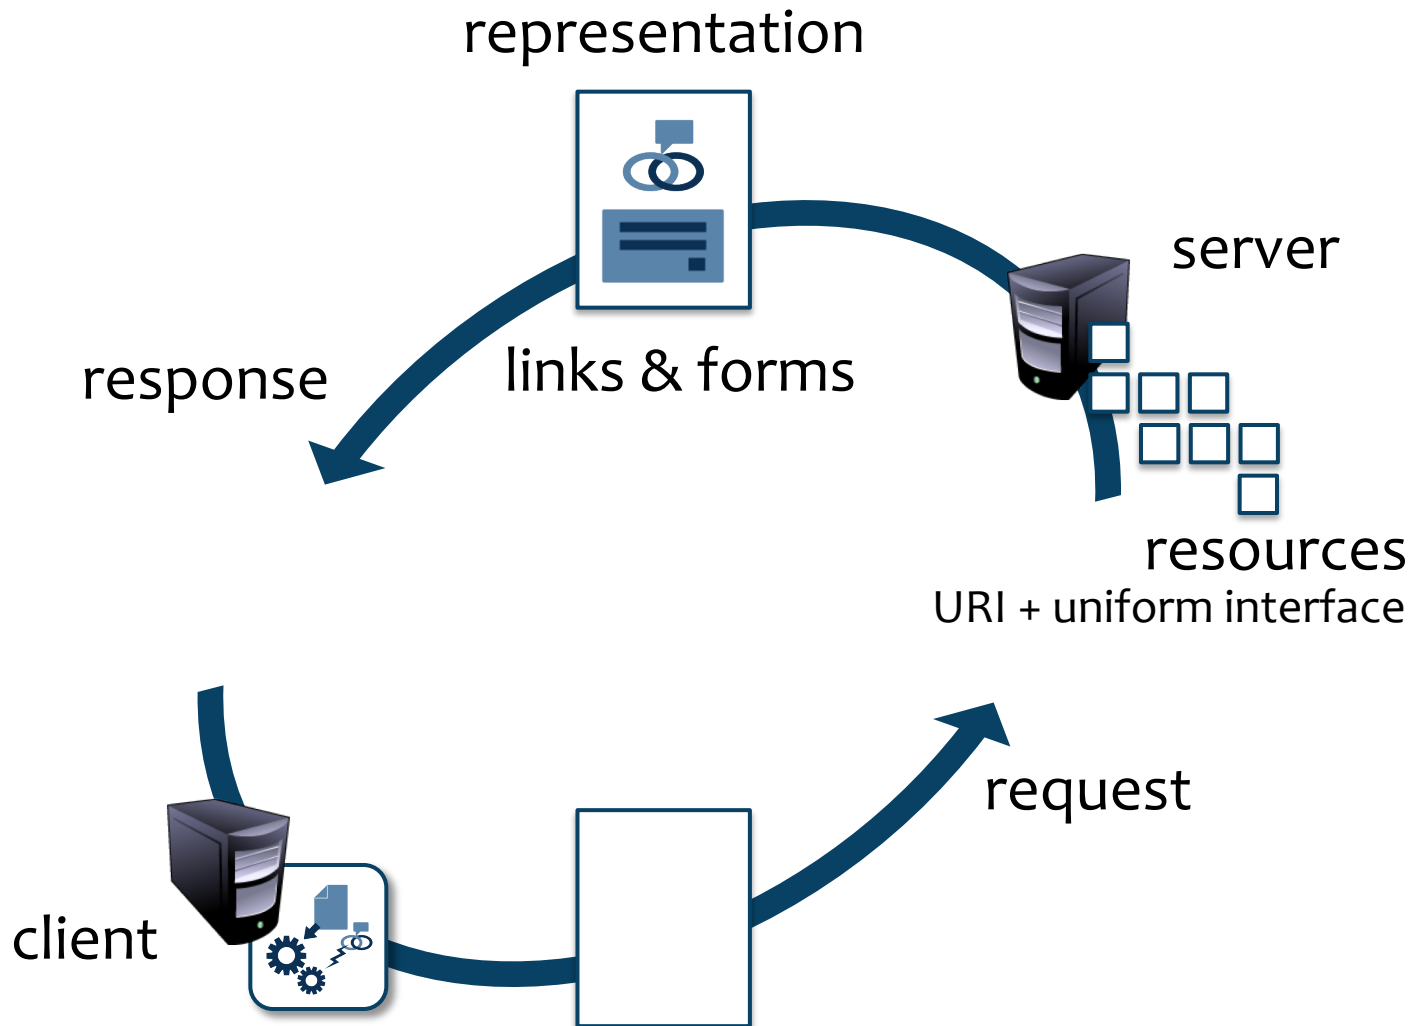 representation
server
links & forms
response
resources
URI + uniform interface
request
client